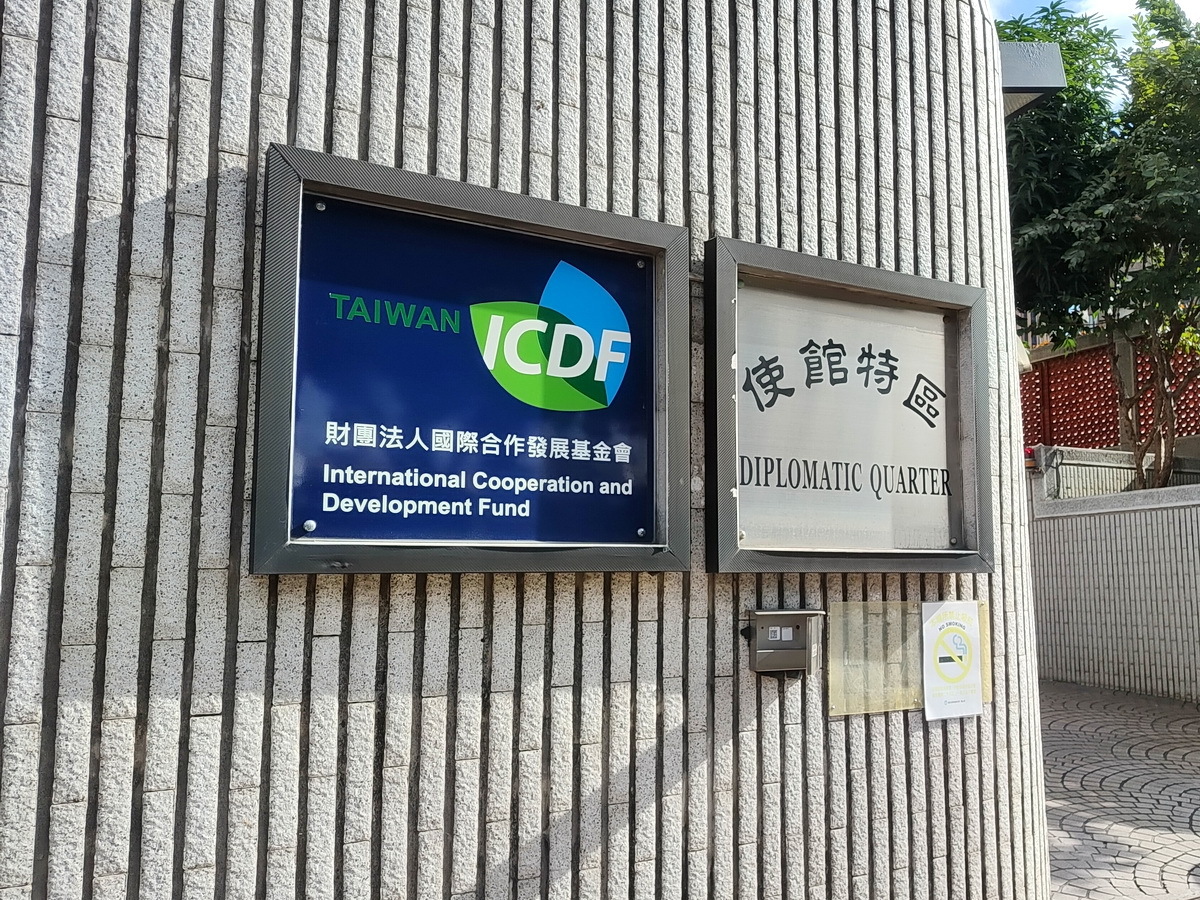 TAIWAN ICDF
財團法人國際合作發展基金會
International Cooperation and
Development Fund
使館特區
DIPLOMATIC QUARTER
NO SMOKING